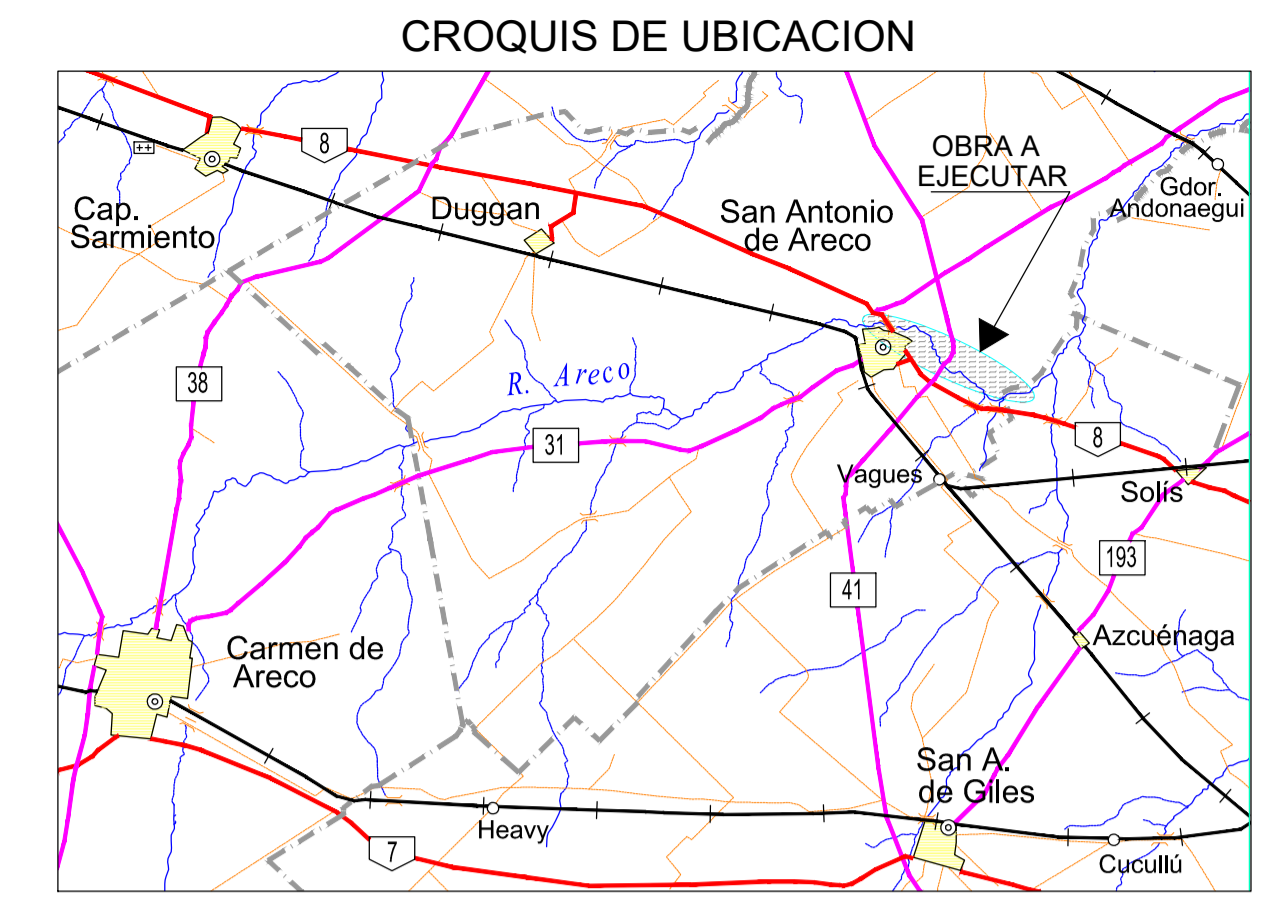 CROQUIS DE UBICACION
8
OBRA A
EJECUTAR
Gdor.
Andonaegui
Cap.
Sarmiento
Duggan
San Antonio
de Areco
38
R. Areco
31
8
Vagues
Solís
193
41
Azcuénaga
Carmen de
Areco
San A.
de Giles
Heavy
7
Cucullú